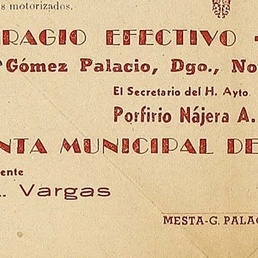 s motorizados.
RAGIO EFECTIVO -
Gómez Palacio, Dgo., No
El Secretario del H. Ayto.
Porfirio Nájera A.
NTA MUNICIPAL DE
ente
. Vargas
MESTA-G. PALAC